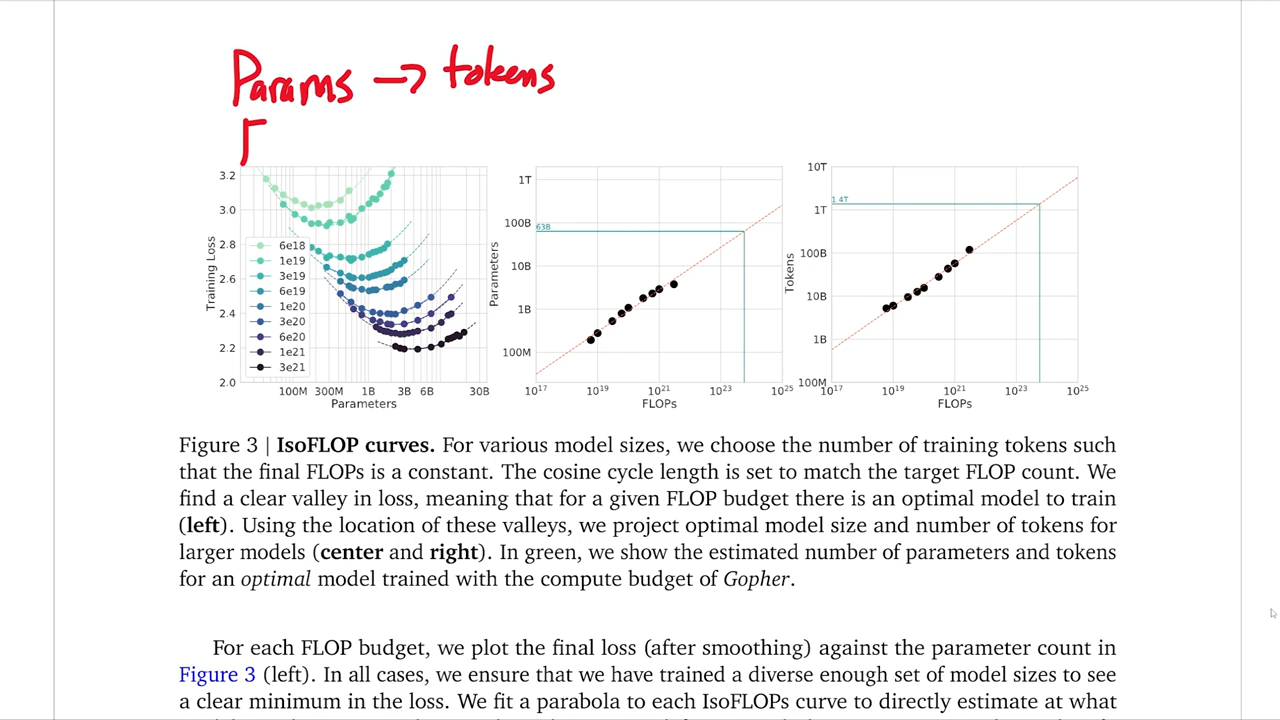 Params → tokens
3.2
3.0
2.8
2.6
2.4
2.2
2.0
Training Loss
6e18
1e19
3e19
6e19
1e20
3e20
6e20
1e21
3e21
100M 300M 1B 3B 6B 30B
Parameters
1T
100B
10B
1B
100M
Parameters
63B
10^17 10^19 10^21 10^23 10^25
FLOPs
10T
1T
100B
10B
1B
100M
Tokens
1.4T
10^17 10^19 10^21 10^23 10^25
FLOPs
Figure 3 | IsoFLOP curves. For various model sizes, we choose the number of training tokens such
that the final FLOPs is a constant. The cosine cycle length is set to match the target FLOP count. We
find a clear valley in loss, meaning that for a given FLOP budget there is an optimal model to train
(left). Using the location of these valleys, we project optimal model size and number of tokens for
larger models (center and right). In green, we show the estimated number of parameters and tokens
for an optimal model trained with the compute budget of Gopher.
For each FLOP budget, we plot the final loss (after smoothing) against the parameter count in
Figure 3 (left). In all cases, we ensure that we have trained a diverse enough set of model sizes to see
a clear minimum in the loss. We fit a parabola to each IsoFLOPs curve to directly estimate at what